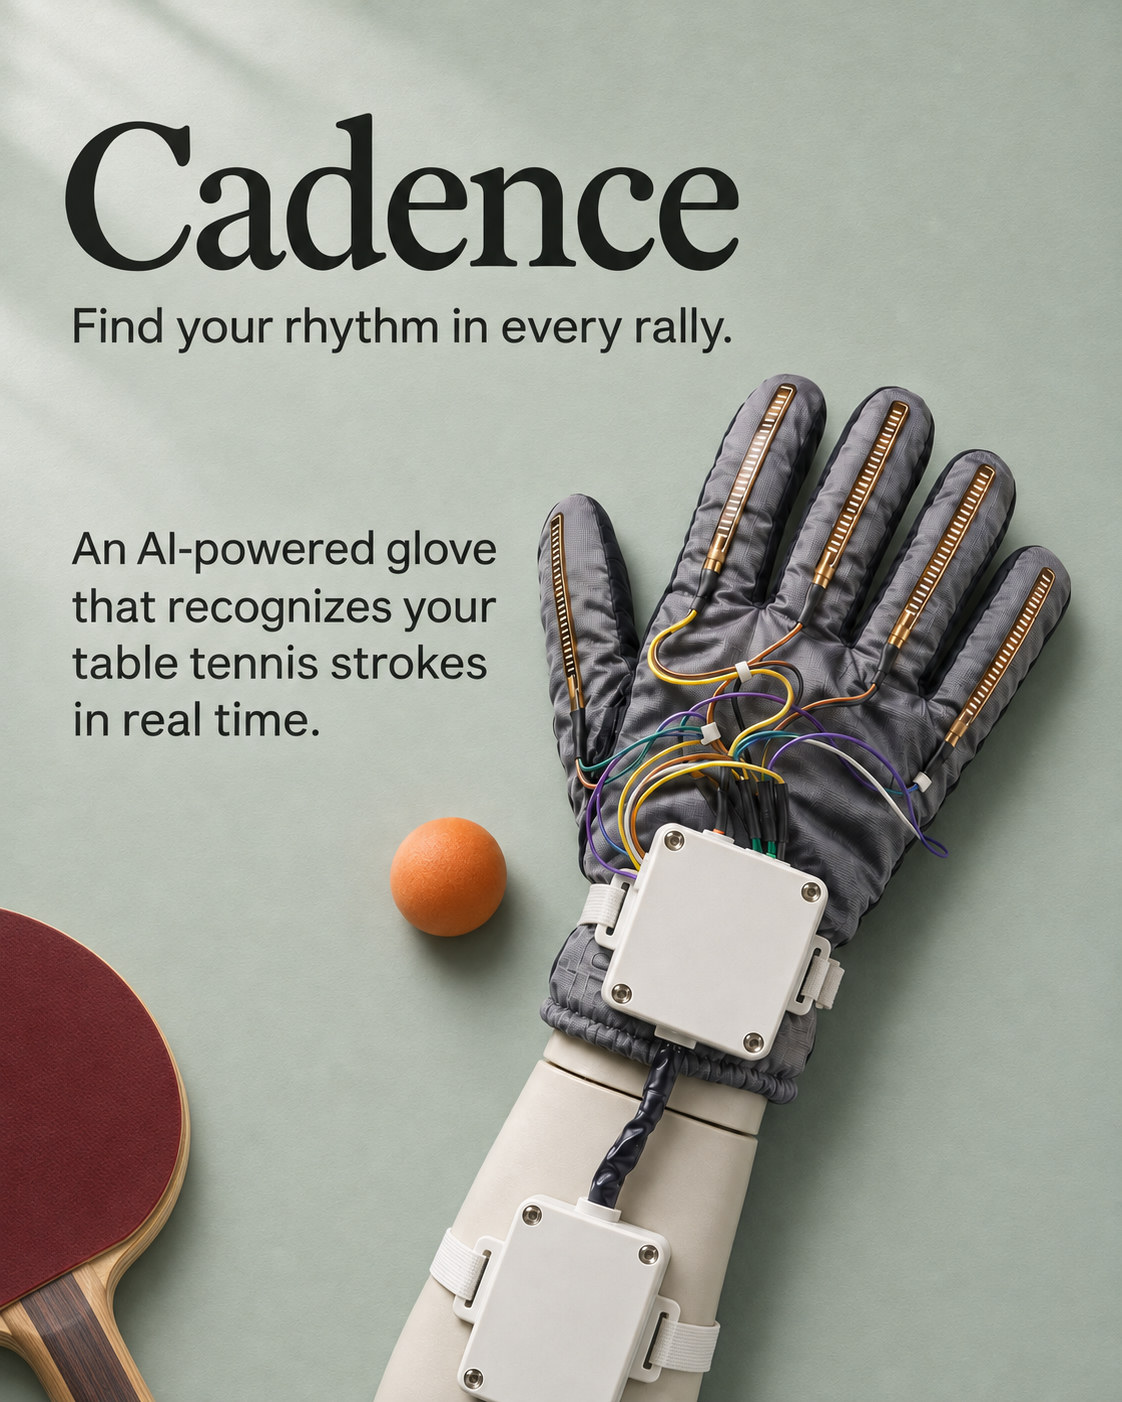 Cadence
Find your rhythm in every rally.
An AI-powered glove
that recognizes your
table tennis strokes
in real time.